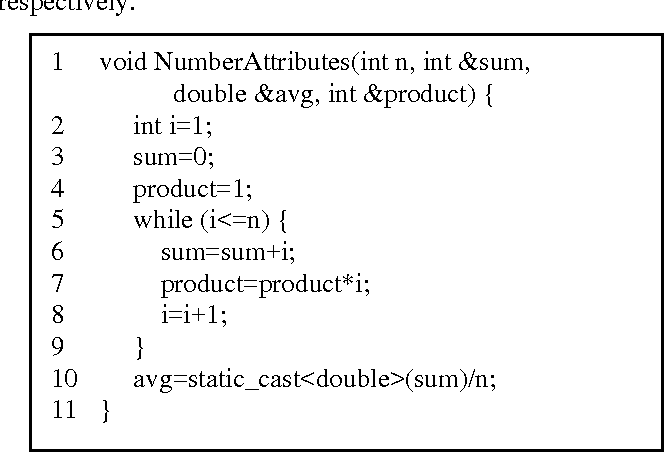 respectively.
1 void NumberAttributes(int n, int &sum,
double &avg, int &product) {
2 int i=1;
3 sum=0;
4 product=1;
5 while (i<=n) {
6 sum=sum+i;
7 product=product*i;
8 i=i+1;
9 }
10 avg=static_cast<double>(sum)/n;
11 }